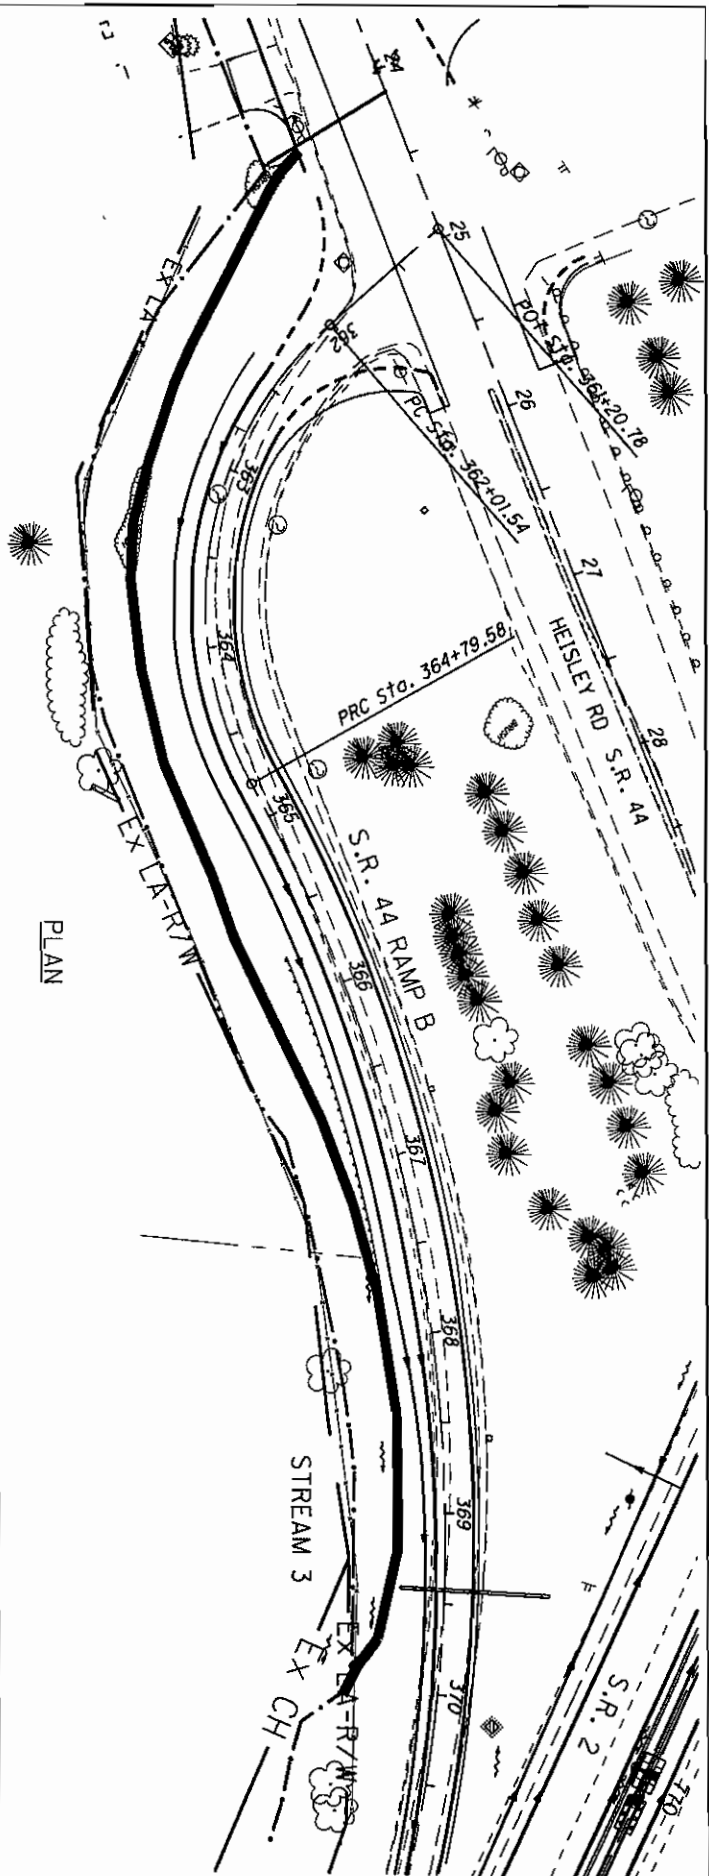 24
25
POT Sta. 361+20.78
362
26
PC Sta. 362+01.54
363
27
HEISLEY RD S.R. 44
364
PRC Sta. 364+79.58
28
365
EX LA
EX LA-R/W
S.R. 44 RAMP B
PLAN
366
367
368
369
STREAM 3
EX LA-R/W
EX CH
370
S.R. 2
770